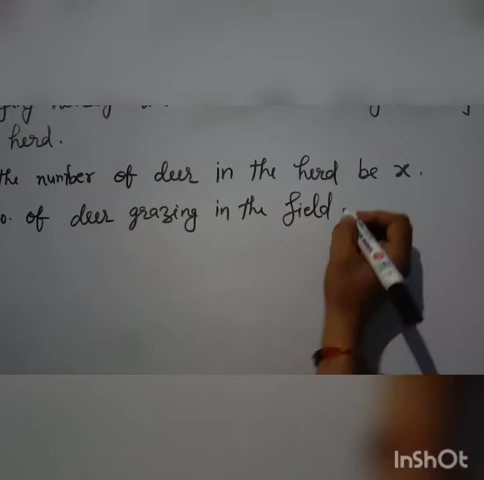 herd.
the number of deer in the herd be x.
o. of deer grazing in the field.
InShOt